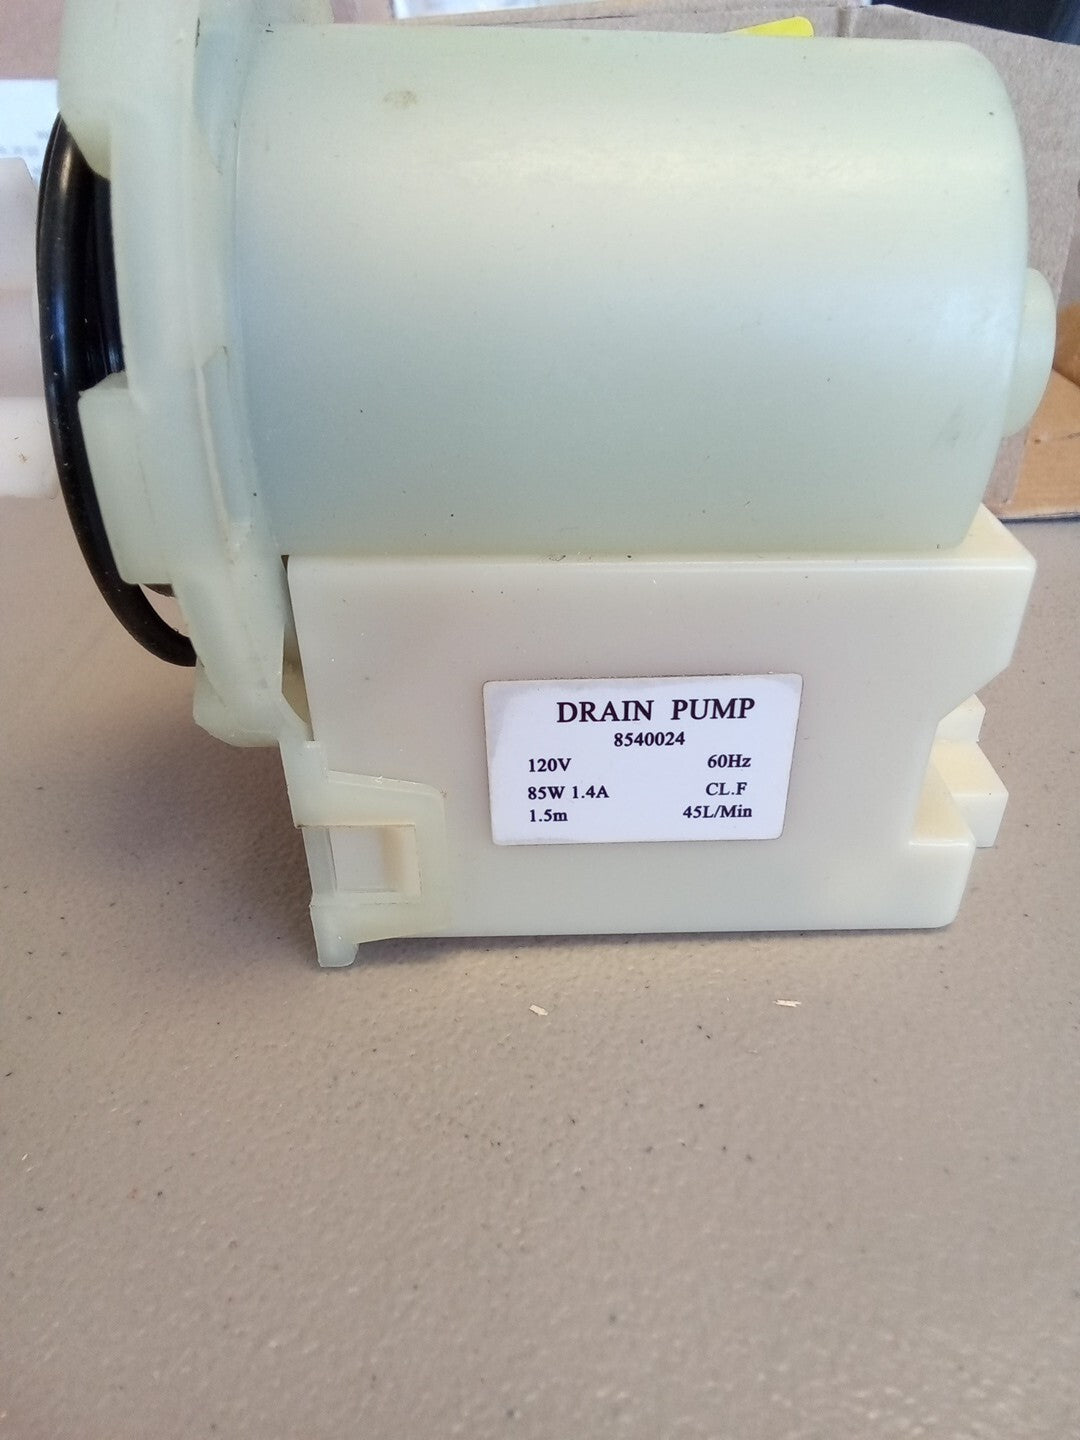 DRAIN PUMP
8540024
120V 60Hz
85W 1.4A CL.F
1.5m 45L/Min